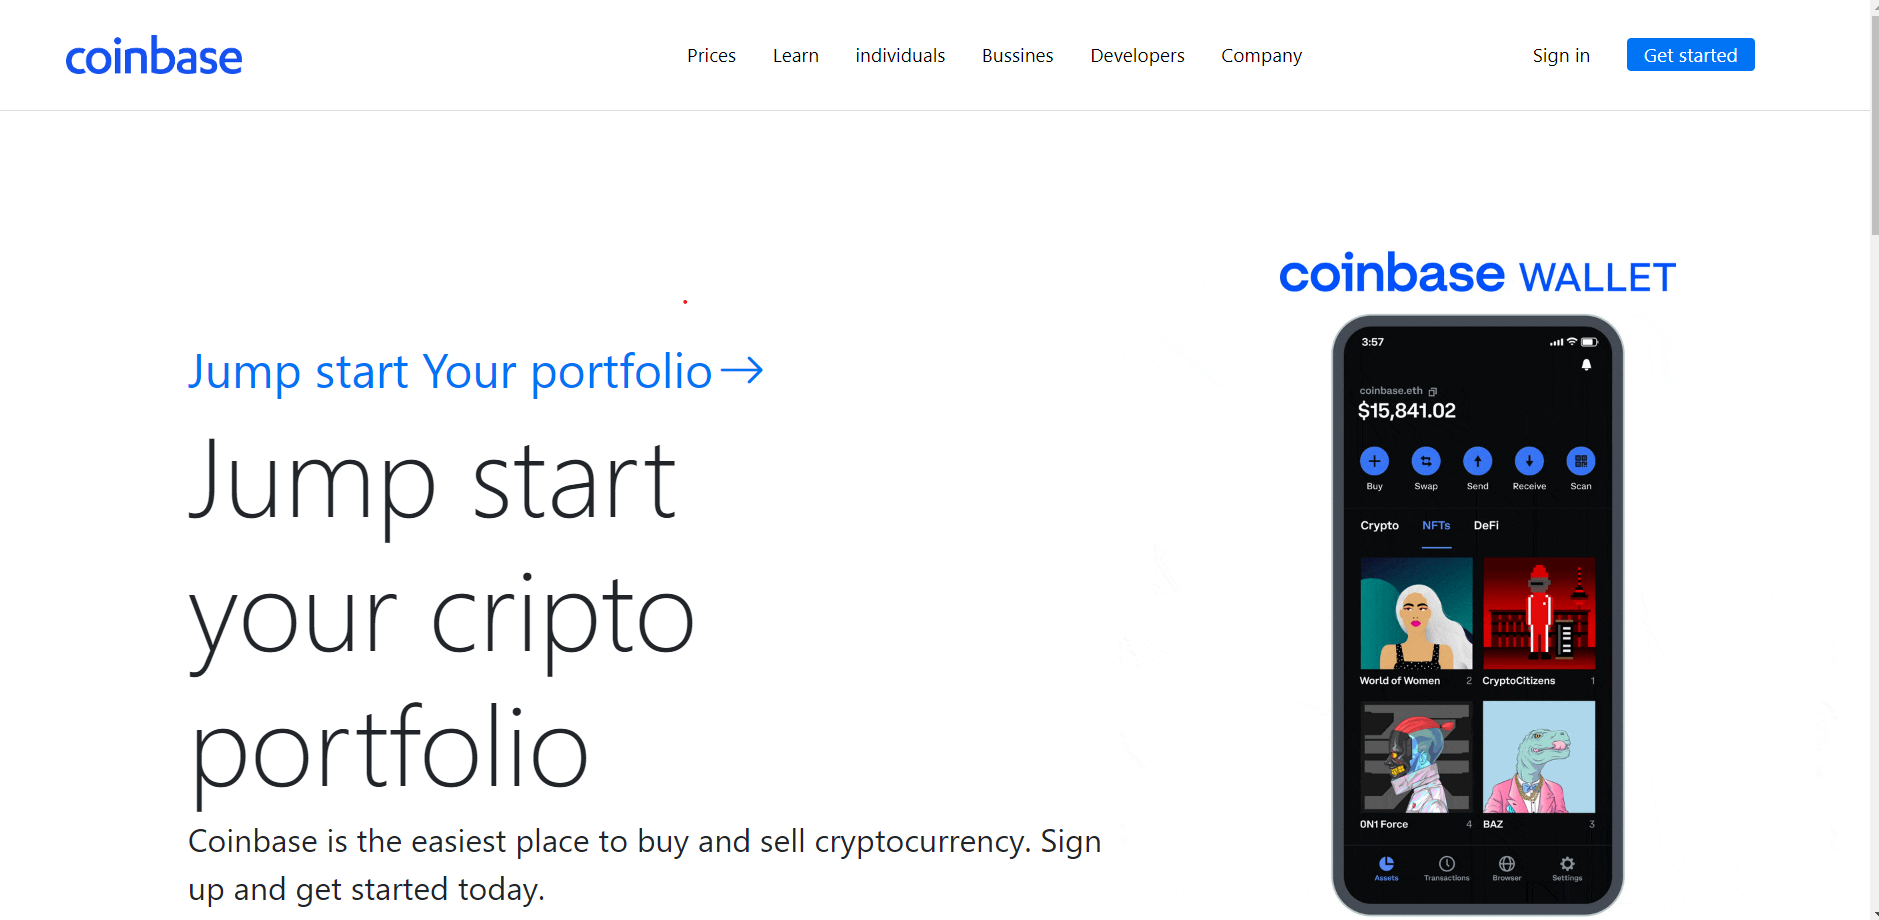 coinbase
Prices Learn individuals Bussines Developers Company
Sign in Get started
Jump start Your portfolio→
Jump start
your cripto
portfolio
Coinbase is the easiest place to buy and sell cryptocurrency. Sign
up and get started today.
coinbase WALLET
3:57
coinbase.eth
$15,841.02
Buy Swap Send Receive Scan
Crypto NFTs DeFi
World of Women 2 CryptoCitizens 1
0N1 Force 4 BAZ 3
Assets Transactions Browser Settings